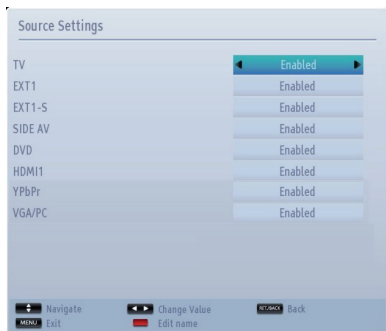 Source Settings
TV Enabled
EXT1 Enabled
EXT1-S Enabled
SIDE AV Enabled
DVD Enabled
HDMI1 Enabled
YPbPr Enabled
VGA/PC Enabled
Navigate Change Value RET./BACK Back
MENU Exit Edit name